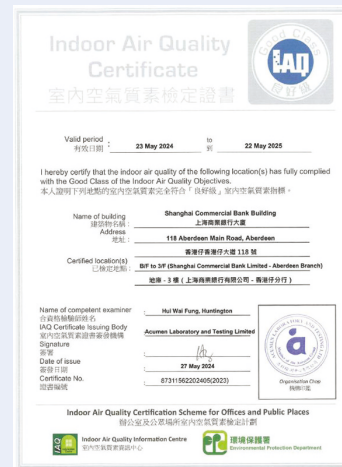 Indoor Air Quality
Certificate
室內空氣質素檢定證書
Good Class
IAQ
良好級
Valid period : 23 May 2024 to 22 May 2025
有效日期 到
I hereby certify that the indoor air quality of the following location(s) has fully complied
with the Good Class of the Indoor Air Quality Objectives.
本人證明下列地點的室內空氣質素完全符合「良好級」室內空氣質素指標。
Name of building Shanghai Commercial Bank Building
建築物名稱: 上海商業銀行大廈
Address 118 Aberdeen Main Road, Aberdeen
地址: 香港仔香港仔大道 118 號
Certified location(s) B/F to 3/F (Shanghai Commercial Bank Limited - Aberdeen Branch)
已檢定地點: 地庫 - 3 樓 ( 上海商業銀行有限公司 - 香港仔分行 )
Name of competent examiner : Hui Wai Fung, Huntington
合資格檢驗師姓名
IAQ Certificate Issuing Body : Acumen Laboratory and Testing Limited
室內空氣質素證書簽發機構
Signature
簽署
Date of issue : 27 May 2024
簽發日期
Certificate No. : 87311562202405(2023)
證書編號
ACUMEN LABORATORY AND TESTING LIMITED
Organisation Chop
機構印鑑
Indoor Air Quality Certification Scheme for Offices and Public Places
辦公室及公眾場所室內空氣質素檢定計劃
IAQ
Indoor Air Quality Information Centre
室內空氣質素資訊中心
環境保護署
Environmental Protection Department